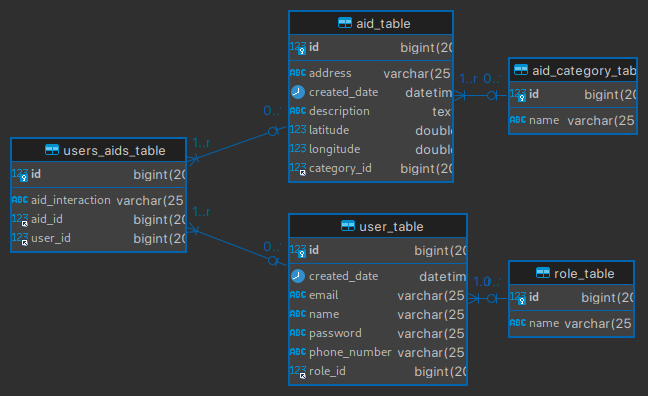 aid_table
123 id bigint(20
ABC address varchar(25
created_date datetim
ABC description tex
123 latitude double
123 longitude double
123 category_id bigint(20
1..r 0..
aid_category_tab
123 id bigint(20
ABC name varchar(25
0..
1..r
users_aids_table
123 id bigint(20
ABC aid_interaction varchar(25
123 aid_id bigint(20
123 user_id bigint(20
1..r
0..
user_table
123 id bigint(20
created_date datetim
ABC email varchar(25
ABC name varchar(25
ABC password varchar(25
ABC phone_number varchar(25
123 role_id bigint(20
role_table
123 id bigint(20
ABC name varchar(25